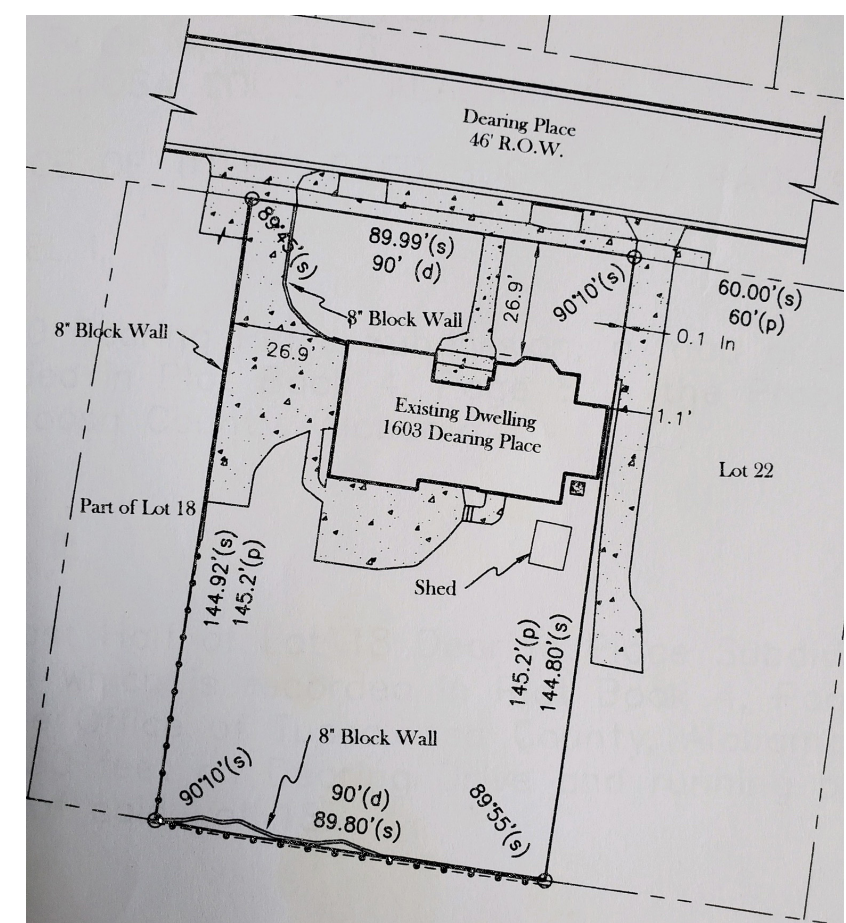 Dearing Place
46' R.O.W.
89.99'(s)
90' (d)
90°10'(s)
60.00'(s)
60'(p)
8" Block Wall
8" Block Wall
26.9'
26.9'
0.1 In
1.1'
Existing Dwelling
1603 Dearing Place
Lot 22
Part of Lot 18
Shed
144.92'(s)
145.2'(p)
145.2'(p)
144.80'(s)
8" Block Wall
90°10'(s)
90'(d)
89.80'(s)
89°55'(s)